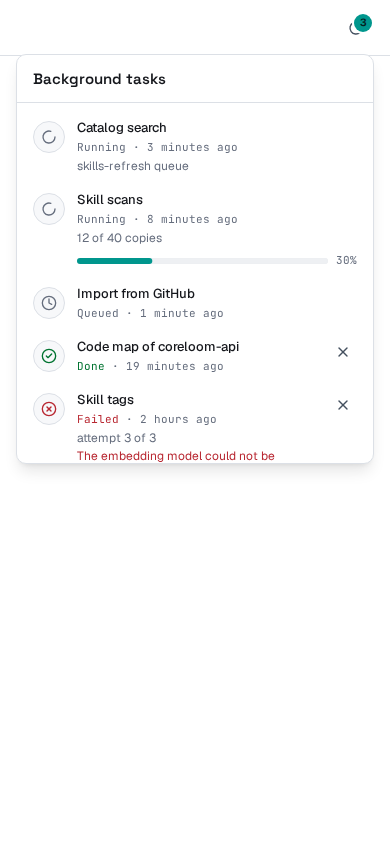 3
Background tasks
Catalog search
Running · 3 minutes ago
skills-refresh queue
Skill scans
Running · 8 minutes ago
12 of 40 copies
30%
Import from GitHub
Queued · 1 minute ago
Code map of coreloom-api
Done · 19 minutes ago
Skill tags
Failed · 2 hours ago
attempt 3 of 3
The embedding model could not be